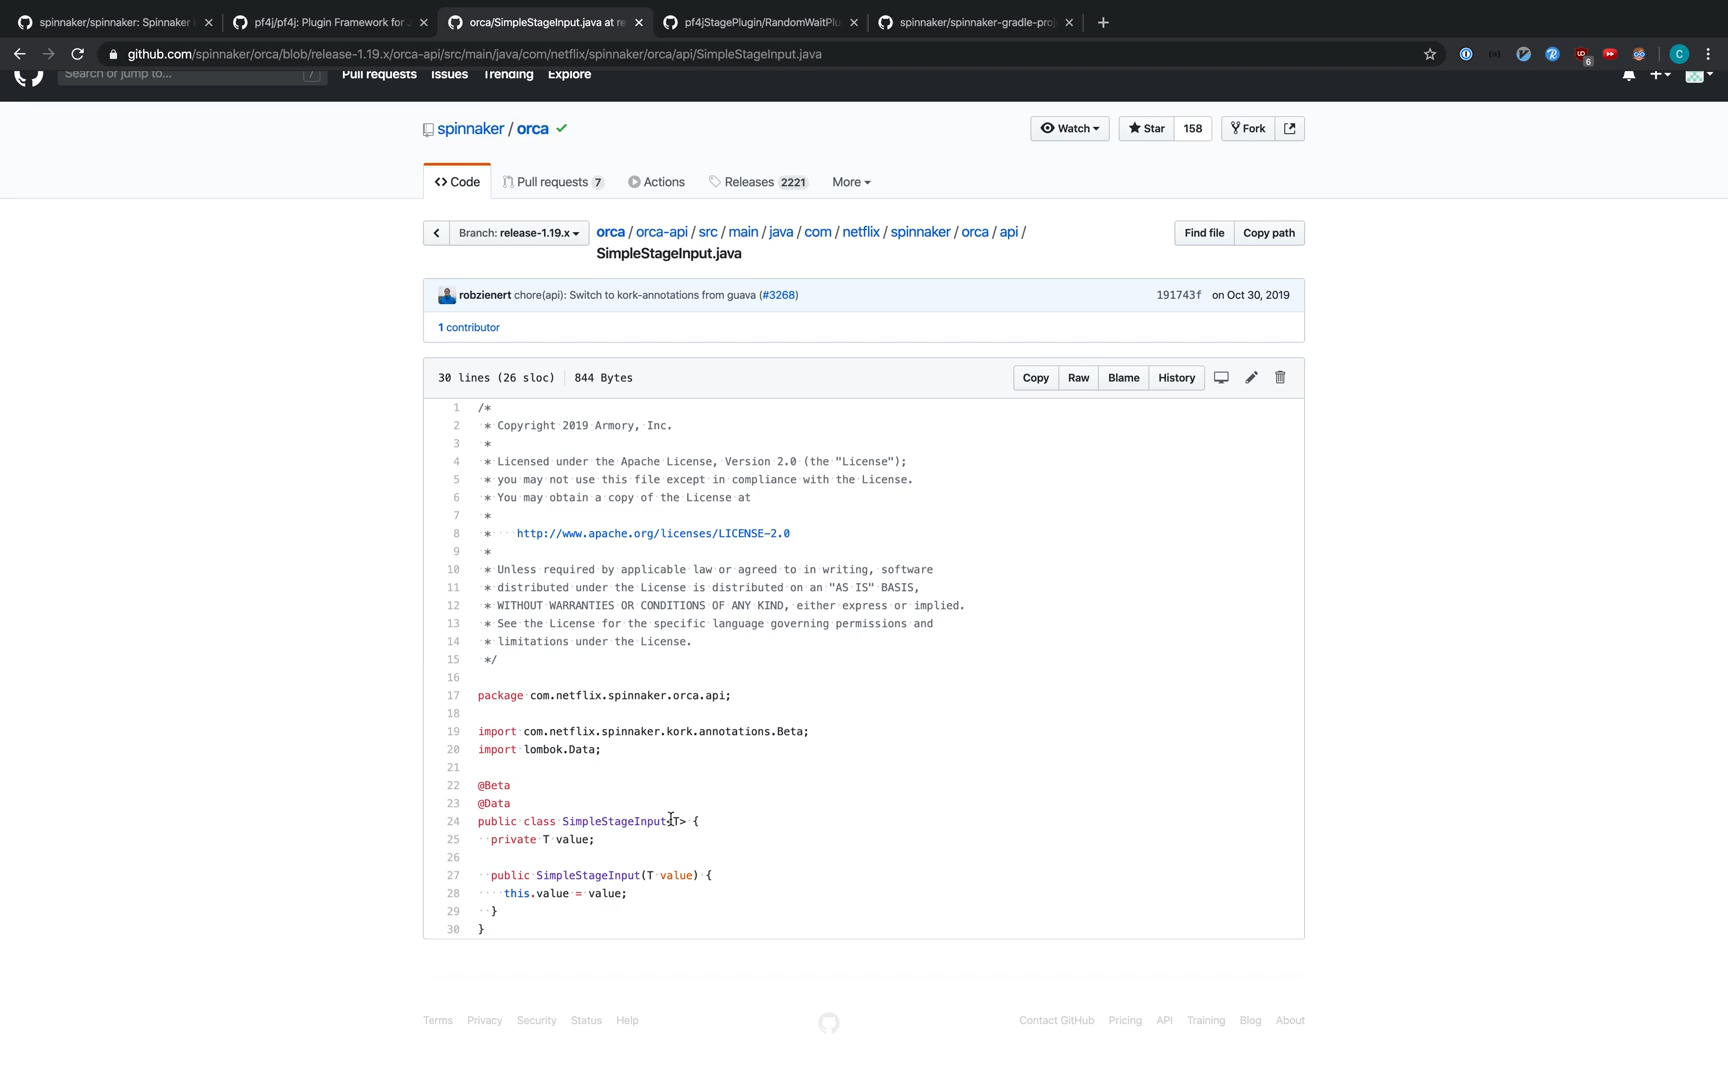 spinnaker/spinnaker: Spinnaker
pf4j/pf4j: Plugin Framework for J
orca/SimpleStageInput.java at re
pf4jStagePlugin/RandomWaitPlu
spinnaker/spinnaker-gradle-proj
github.com/spinnaker/orca/blob/release-1.19.x/orca-api/src/main/java/com/netflix/spinnaker/orca/api/SimpleStageInput.java
6
C
Search or jump to...
/
Pull requests
Issues
Trending
Explore
spinnaker / orca
Watch
Star
158
Fork
Code
Pull requests 7
Actions
Releases 2221
More
Branch: release-1.19.x
orca / orca-api / src / main / java / com / netflix / spinnaker / orca / api /
SimpleStageInput.java
Find file
Copy path
robzienert chore(api): Switch to kork-annotations from guava (#3268)
191743f on Oct 30, 2019
1 contributor
30 lines (26 sloc)
844 Bytes
Copy
Raw
Blame
History
1 /*
2 * Copyright 2019 Armory, Inc.
3 *
4 * Licensed under the Apache License, Version 2.0 (the "License");
5 * you may not use this file except in compliance with the License.
6 * You may obtain a copy of the License at
7 *
8 * http://www.apache.org/licenses/LICENSE-2.0
9 *
10 * Unless required by applicable law or agreed to in writing, software
11 * distributed under the License is distributed on an "AS IS" BASIS,
12 * WITHOUT WARRANTIES OR CONDITIONS OF ANY KIND, either express or implied.
13 * See the License for the specific language governing permissions and
14 * limitations under the License.
15 */
16
17 package com.netflix.spinnaker.orca.api;
18
19 import com.netflix.spinnaker.kork.annotations.Beta;
20 import lombok.Data;
21
22 @Beta
23 @Data
24 public class SimpleStageInput<T> {
25 private T value;
26
27 public SimpleStageInput(T value) {
28 this.value = value;
29 }
30 }
Terms
Privacy
Security
Status
Help
Contact GitHub
Pricing
API
Training
Blog
About